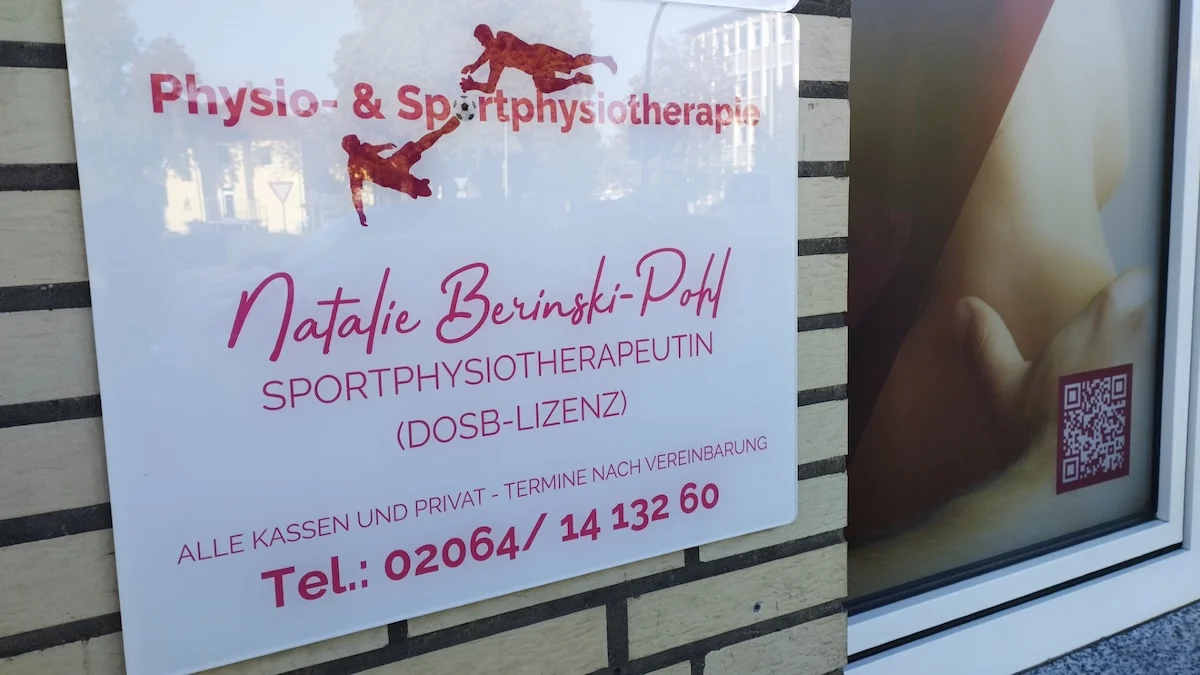 Physio- & Sportphysiotherapie
Natalie Berinski-Pohl
SPORTPHYSIOTHERAPEUTIN
(DOSB-LIZENZ)
ALLE KASSEN UND PRIVAT - TERMINE NACH VEREINBARUNG
Tel.: 02064/ 14 132 60